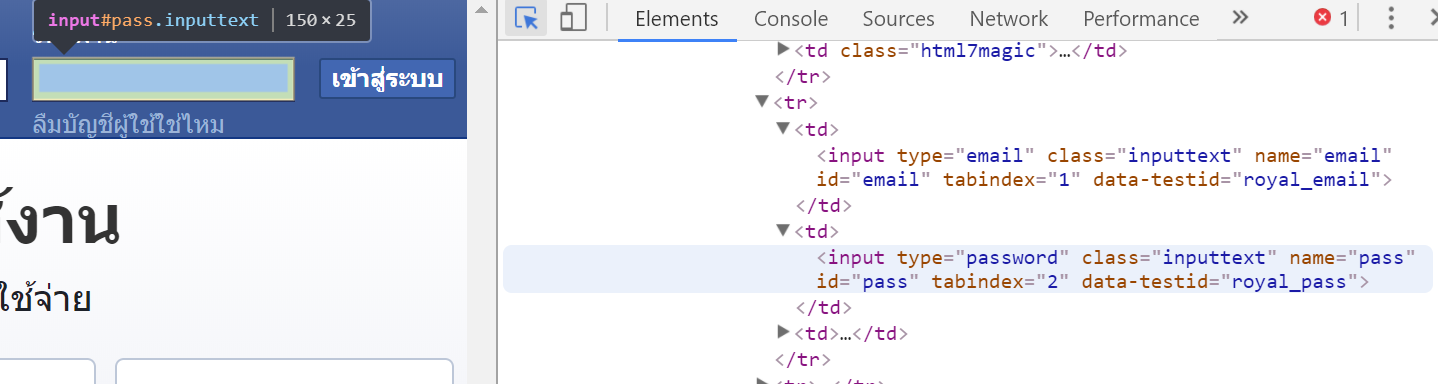 input#pass.inputtext | 150 × 25
เข้าสู่ระบบ
ลืมบัญชีผู้ใช้ใช่ไหม
งาน
ใช้จ่าย
Elements Console Sources Network Performance » 1
<td class="html7magic">…</td>
</tr>
<tr>
<td>
<input type="email" class="inputtext" name="email"
id="email" tabindex="1" data-testid="royal_email">
</td>
<td>
<input type="password" class="inputtext" name="pass"
id="pass" tabindex="2" data-testid="royal_pass">
</td>
<td>…</td>
</tr>